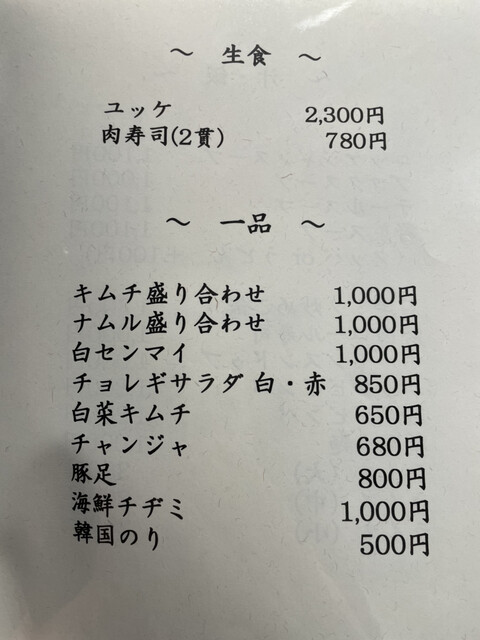 ～ 生食 ～
ユッケ 2,300円
肉寿司(2貫) 780円
～ 一品 ～
キムチ盛り合わせ 1,000円
ナムル盛り合わせ 1,000円
白センマイ 1,000円
チョレギサラダ 白・赤 850円
白菜キムチ 650円
チャンジャ 680円
豚足 800円
海鮮チヂミ 1,000円
韓国のり 500円